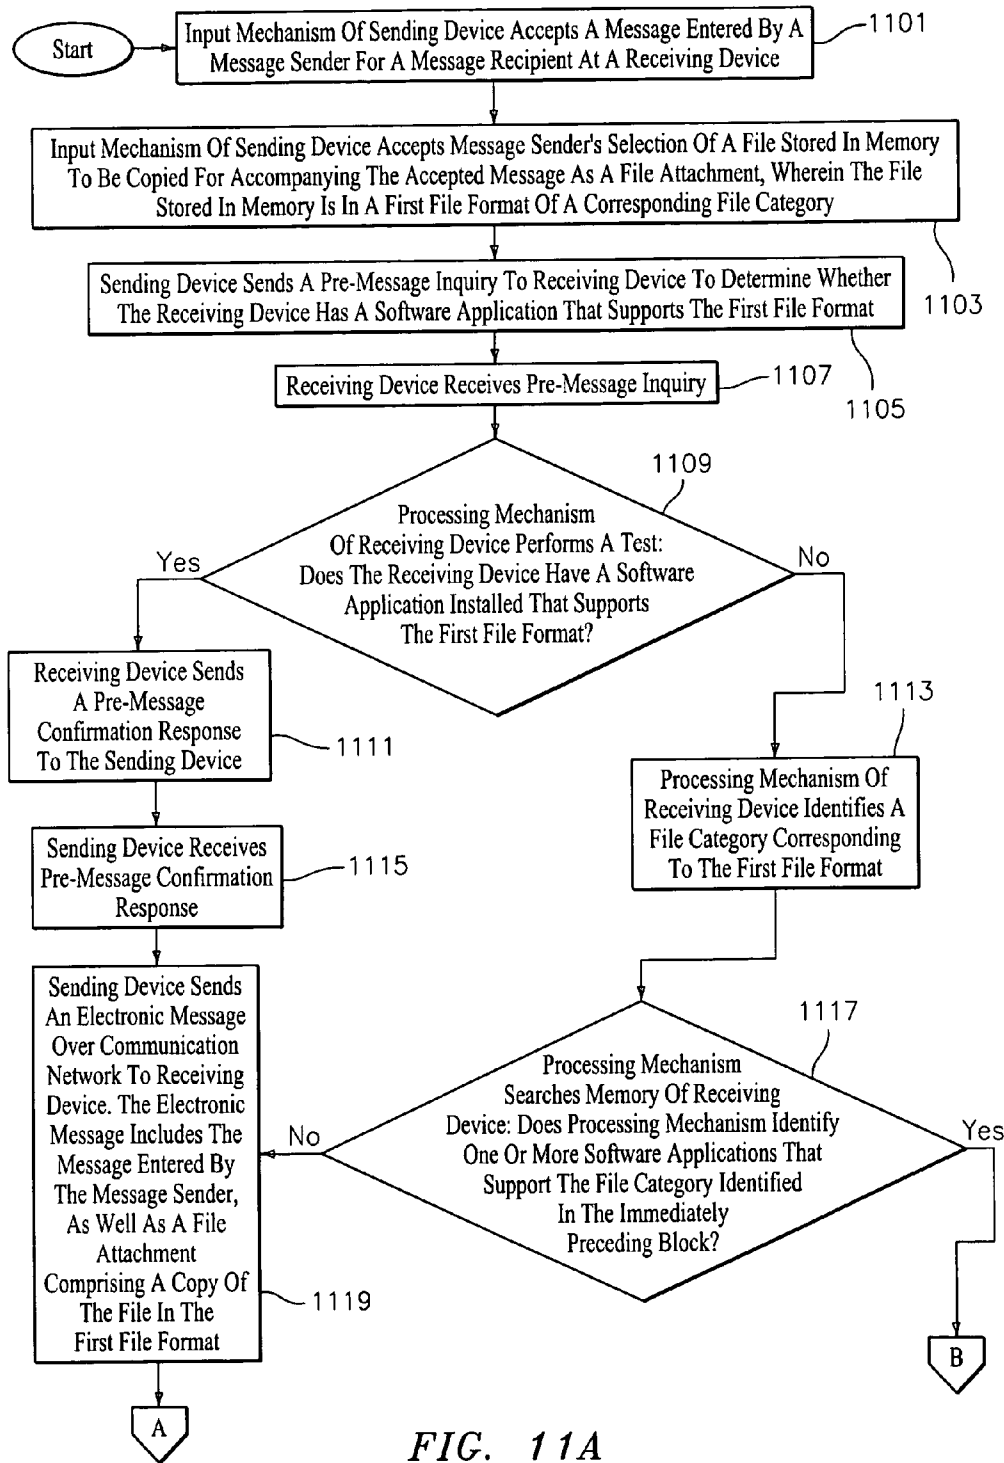 Start
Input Mechanism Of Sending Device Accepts A Message Entered By A
Message Sender For A Message Recipient At A Receiving Device
1101
Input Mechanism Of Sending Device Accepts Message Sender's Selection Of A File Stored In Memory
To Be Copied For Accompanying The Accepted Message As A File Attachment, Wherein The File
Stored In Memory Is In A First File Format Of A Corresponding File Category
1103
Sending Device Sends A Pre-Message Inquiry To Receiving Device To Determine Whether
The Receiving Device Has A Software Application That Supports The First File Format
1105
Receiving Device Receives Pre-Message Inquiry
1107
1109
Processing Mechanism
Of Receiving Device Performs A Test:
Does The Receiving Device Have A Software
Application Installed That Supports
The First File Format?
Yes
No
Receiving Device Sends
A Pre-Message
Confirmation Response
To The Sending Device
1111
1113
Processing Mechanism Of
Receiving Device Identifies A
File Category Corresponding
To The First File Format
Sending Device Receives
Pre-Message Confirmation
Response
1115
Sending Device Sends
An Electronic Message
Over Communication
Network To Receiving
Device. The Electronic
Message Includes The
Message Entered By
The Message Sender,
As Well As A File
Attachment
Comprising A Copy Of
The File In The
First File Format
1119
1117
Processing Mechanism
Searches Memory Of Receiving
Device: Does Processing Mechanism Identify
One Or More Software Applications That
Support The File Category Identified
In The Immediately
Preceding Block?
No
Yes
B
A
FIG. 11A